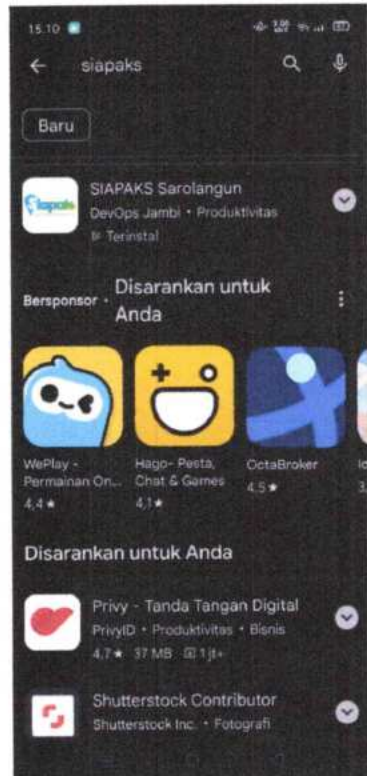 15.10
siapaks
Baru
Siapaks
SIAPAKS Sarolangun
DevOps Jambi • Produktivitas
Terinstal
Bersponsor • Disarankan untuk
Anda
WePlay -
Permainan On...
4,4★
Hago- Pesta,
Chat & Games
4,1★
OctaBroker
4.5★
Disarankan untuk Anda
Privy - Tanda Tangan Digital
PrivyID • Produktivitas • Bisnis
4.7★ 37 MB 1 jt+
Shutterstock Contributor
Shutterstock Inc. • Fotografi